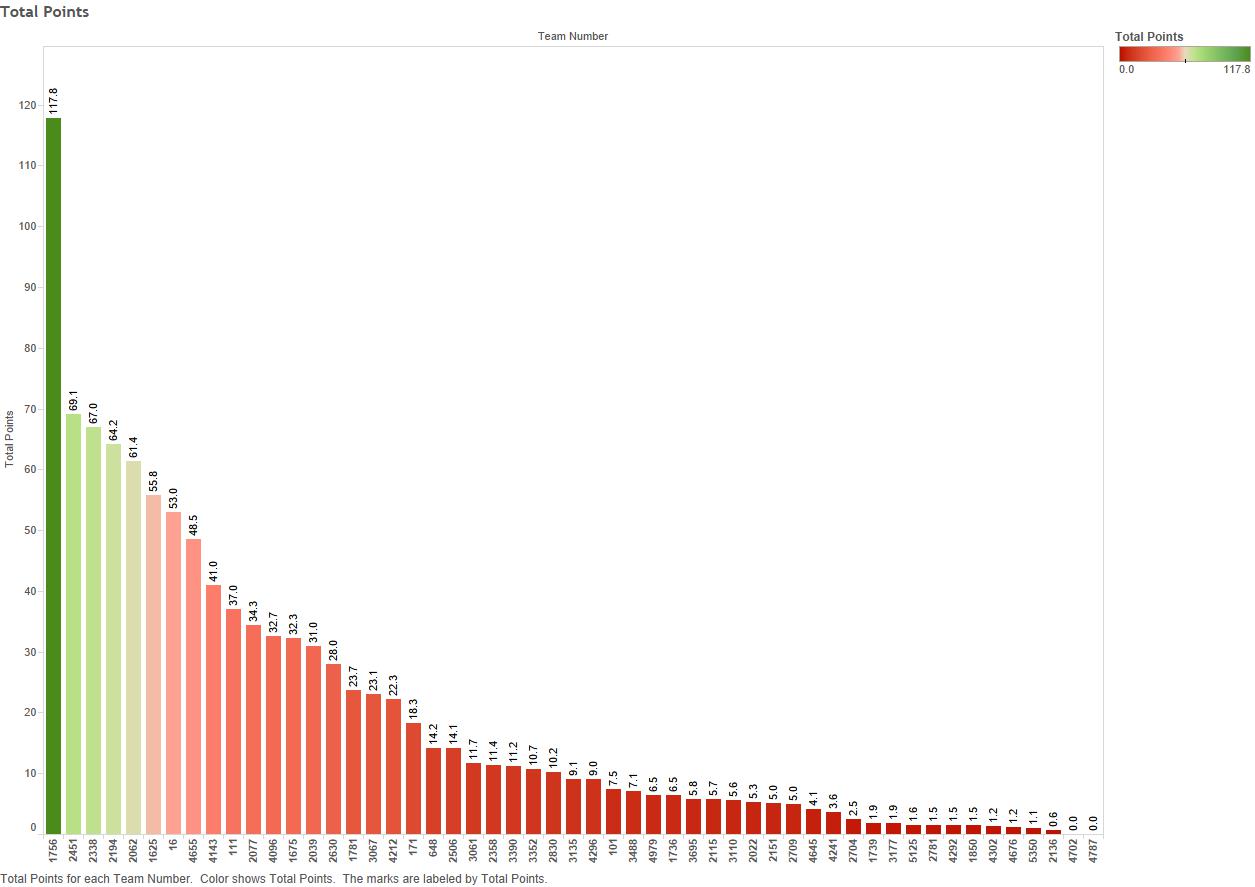 Total Points
Team Number
Total Points
0.0 117.8
Total Points
120
110
100
90
80
70
60
50
40
30
20
10
0
117.8 69.1 67.0 64.2 61.4 55.8 53.0 48.5 41.0 37.0 34.3 32.7 32.3 31.0 28.0 23.7 23.1 22.3 18.3 14.2 14.1 11.7 11.4 11.2 10.7 10.2 9.1 9.0 7.5 7.1 6.5 6.5 5.8 5.7 5.6 5.3 5.0 5.0 4.1 3.6 2.5 1.9 1.9 1.6 1.5 1.5 1.5 1.2 1.2 1.1 0.6 0.0 0.0
1756 2451 2338 2194 2062 1625 16 4655 4143 111 2077 4096 1675 2039 2630 1781 3067 4212 171 648 2506 3061 2358 3390 3352 2830 3135 4296 101 3488 4979 1736 3695 2115 3110 2022 2151 2709 4645 4241 2704 1739 3177 5125 2781 4292 1850 4302 4676 5350 2136 4702 4787
Total Points for each Team Number.  Color shows Total Points.  The marks are labeled by Total Points.